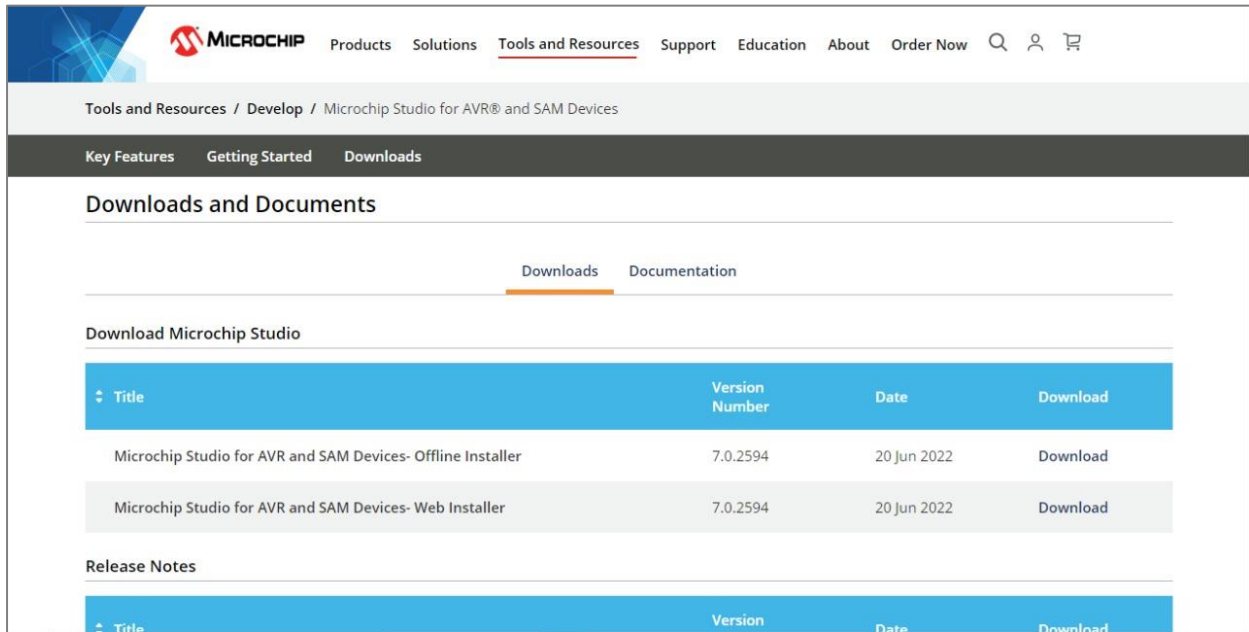 MICROCHIP Products Solutions Tools and Resources Support Education About Order Now
Tools and Resources / Develop / Microchip Studio for AVR® and SAM Devices
Key Features Getting Started Downloads
Downloads and Documents
Downloads Documentation
Download Microchip Studio
Title Version Number Date Download
Microchip Studio for AVR and SAM Devices- Offline Installer 7.0.2594 20 Jun 2022 Download
Microchip Studio for AVR and SAM Devices- Web Installer 7.0.2594 20 Jun 2022 Download
Release Notes
Title Version Date Download